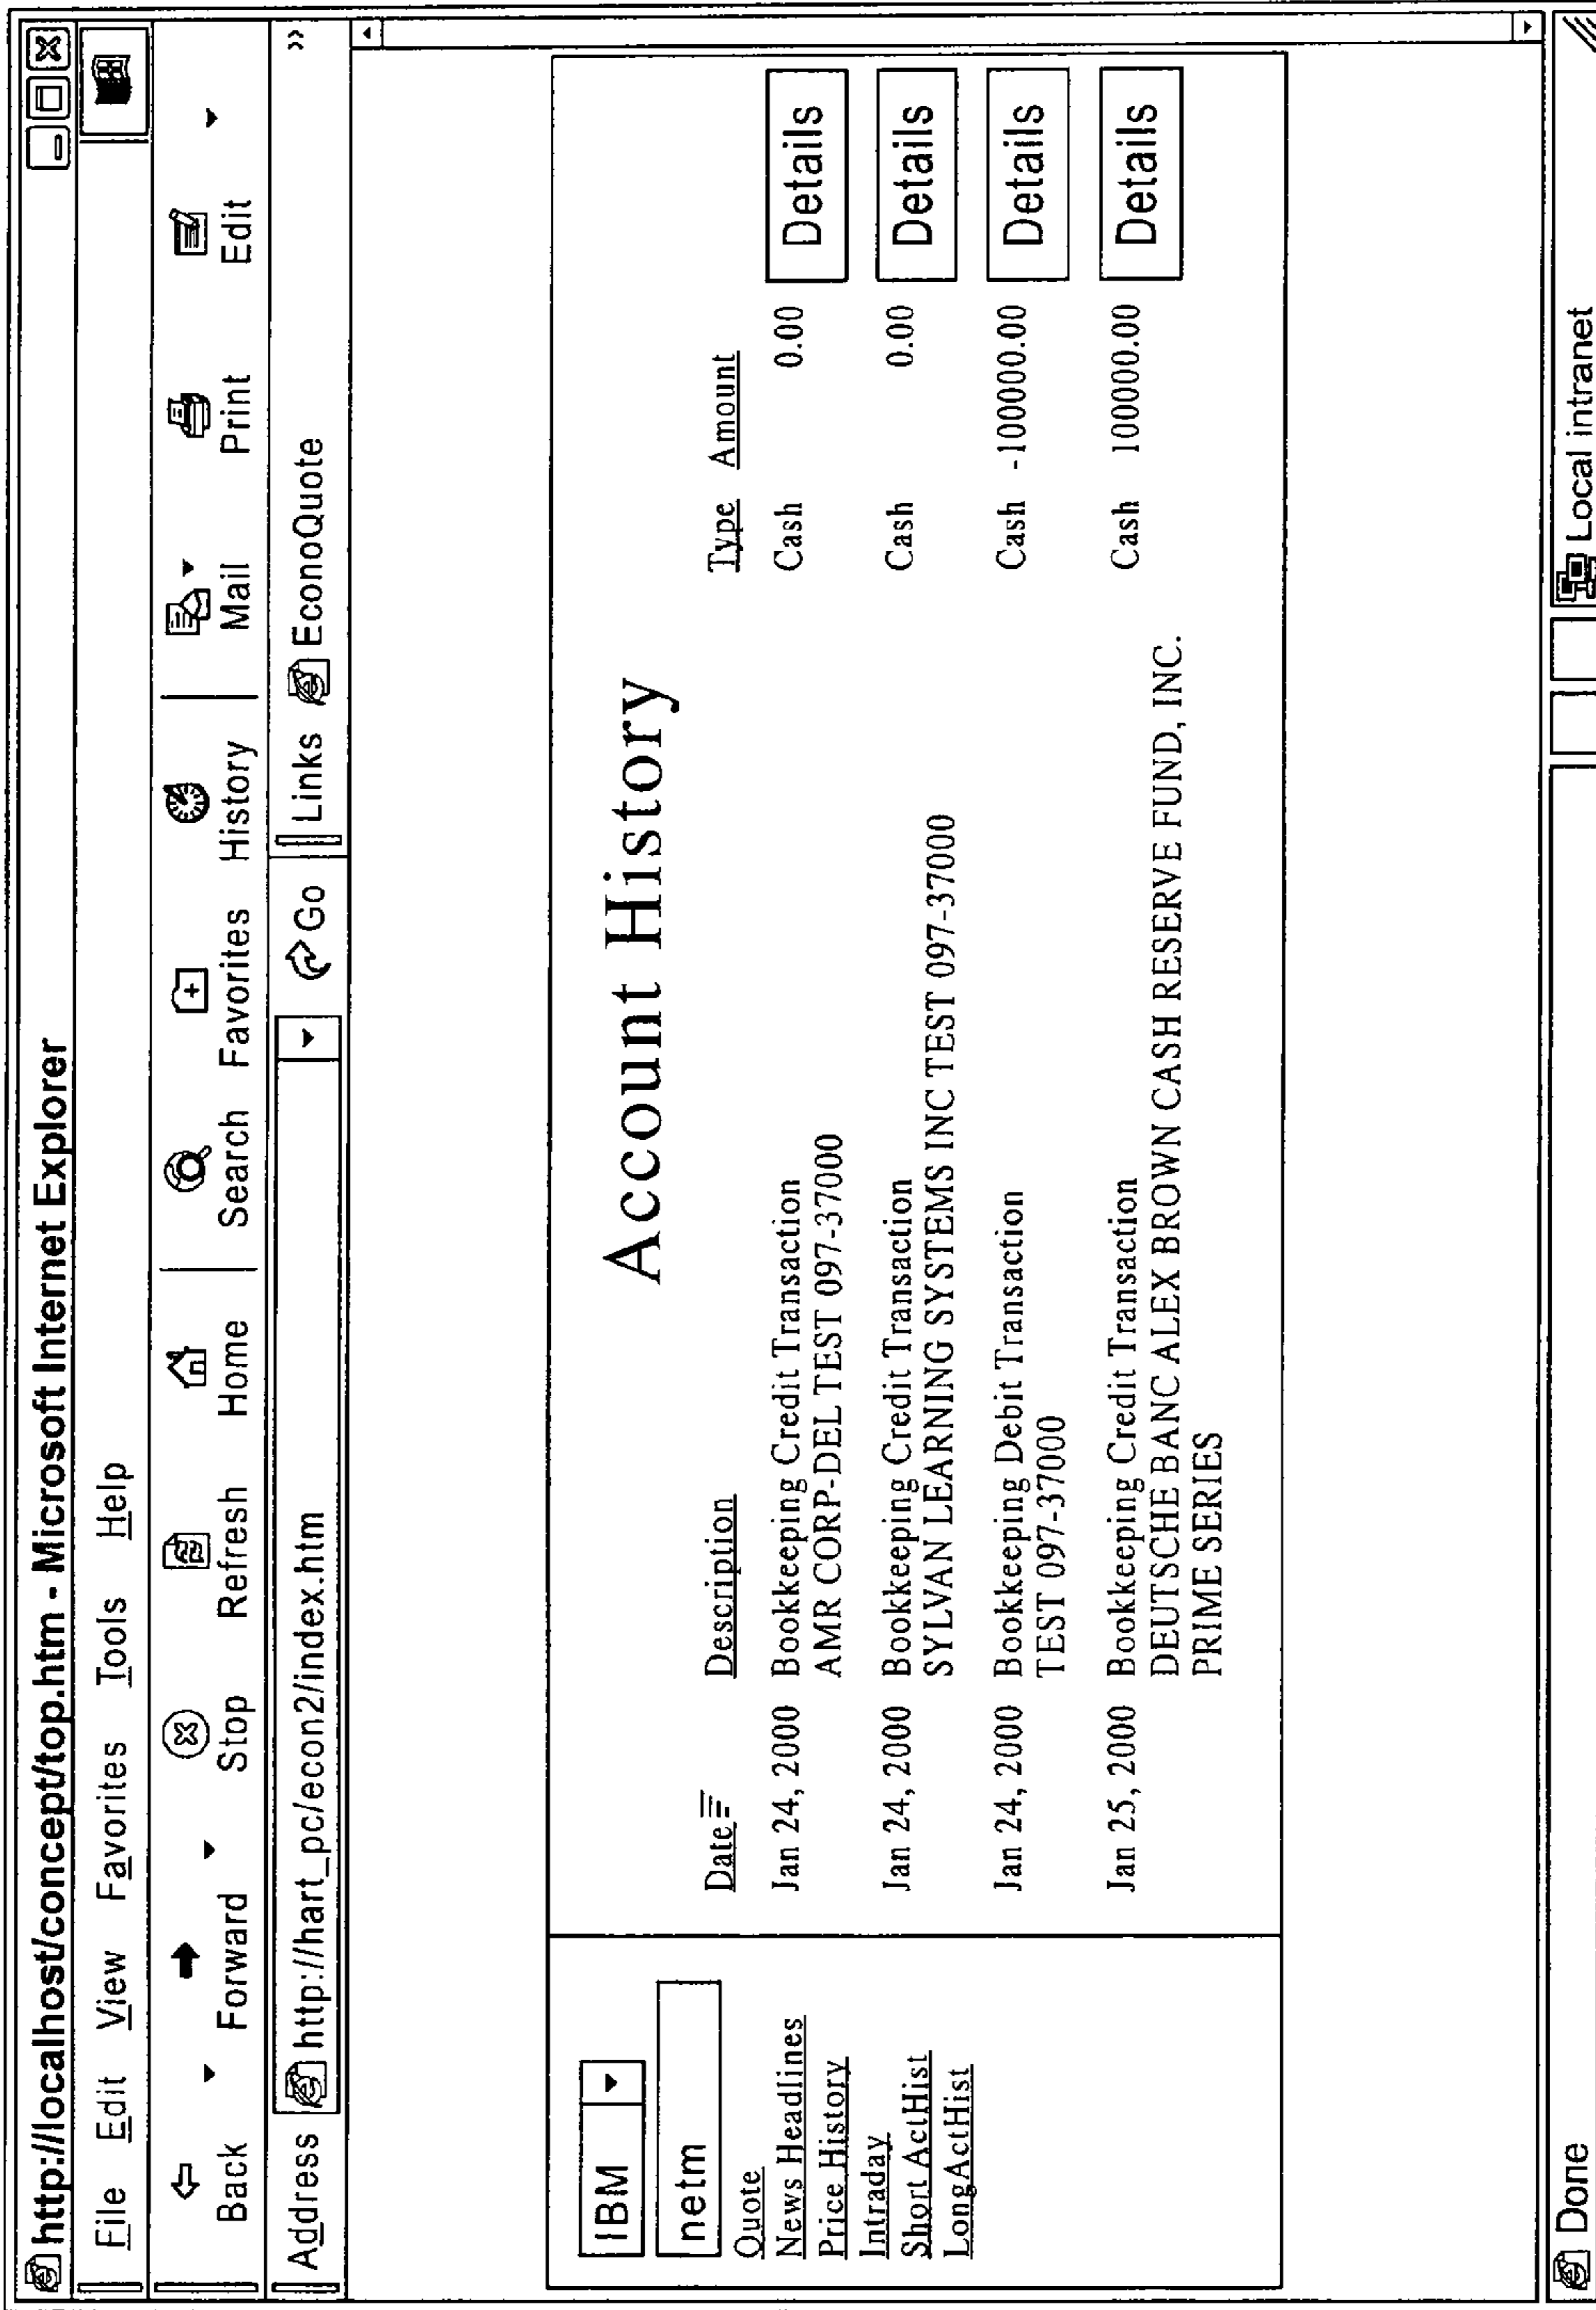 http://localhost/concept/top.htm - Microsoft Internet Explorer
File Edit View Favorites Tools Help
Back Forward Stop Refresh Home Search Favorites History Mail Print Edit
Address http://hart_pc/econ2/index.htm Go Links EconoQuote »
IBM
netm
Quote
News Headlines
Price History
Intraday
Short ActHist
LongActHist
Account History
Date Description Type Amount
Jan 24, 2000 Bookkeeping Credit Transaction Cash 0.00 Details
AMR CORP-DEL TEST 097-37000
Jan 24, 2000 Bookkeeping Credit Transaction Cash 0.00 Details
SYLVAN LEARNING SYSTEMS INC TEST 097-37000
Jan 24, 2000 Bookkeeping Debit Transaction Cash -100000.00 Details
TEST 097-37000
Jan 25, 2000 Bookkeeping Credit Transaction Cash 100000.00 Details
DEUTSCHE BANC ALEX BROWN CASH RESERVE FUND, INC.
PRIME SERIES
Done Local intranet